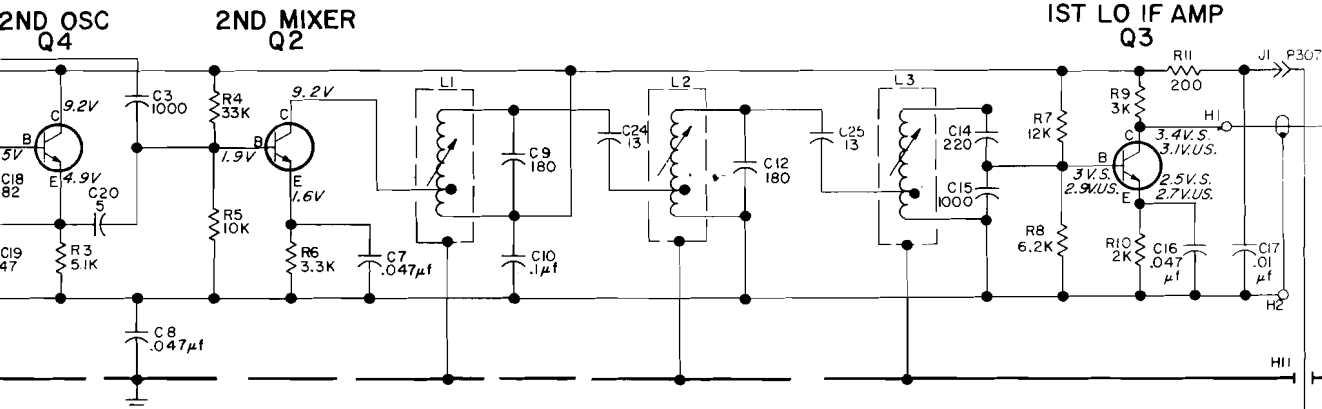 2ND OSC
Q4
2ND MIXER
Q2
1ST LO IF AMP
Q3
C3
1000
R4
33K
9.2V
C
B
5V
E
4.9V
C18
82
C20
5
C19
47
R3
5.1K
C8
.047µf
R5
10K
9.2V
C
B
1.9V
E
1.6V
R6
3.3K
C7
.047µf
L1
C9
180
C10
.1µf
C24
13
L2
C12
180
C25
13
L3
C14
220
C15
1000
R7
12K
R8
6.2K
R9
3K
R11
200
J1
P307
H1
C
3.4V.S.
3.1V.US.
B
3V.S.
2.9V.US.
2.5V.S.
2.7V.US.
E
R10
2K
C16
.047
µf
C17
.01
µf
H2
H11